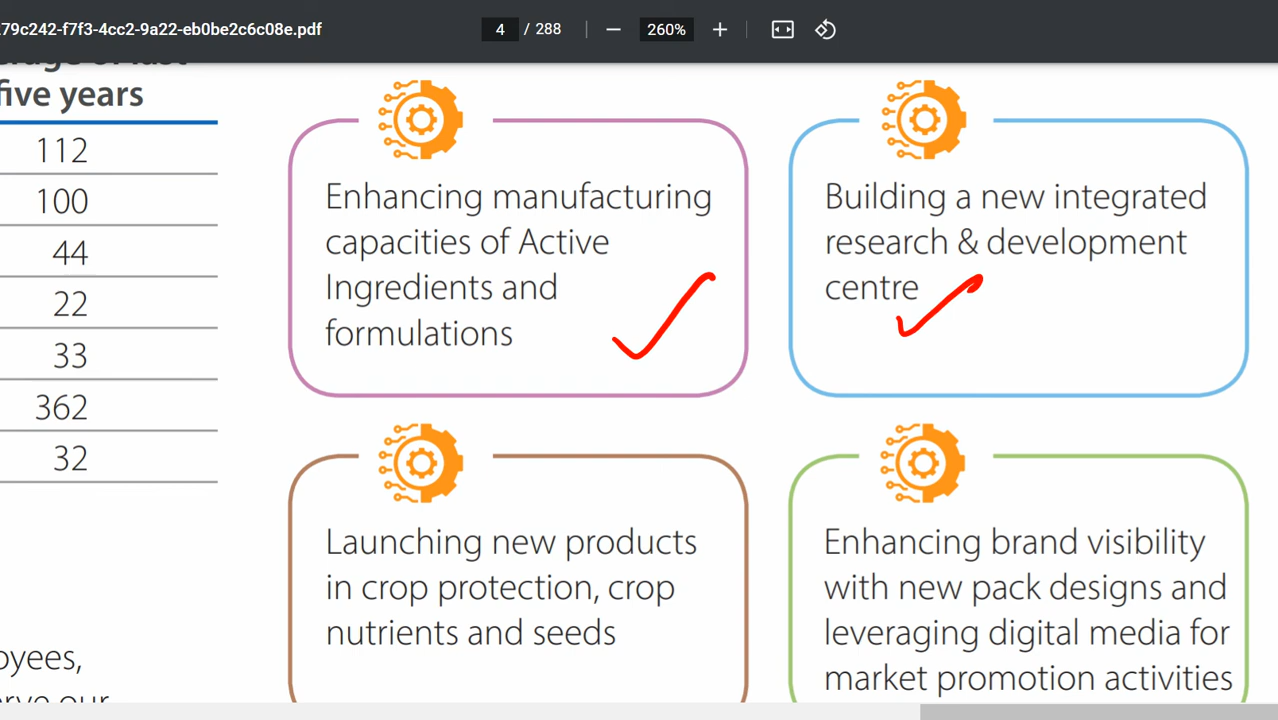 79c242-f7f3-4cc2-9a22-eb0be2c6c08e.pdf
4 / 288
260%
five years
112
100
44
22
33
362
32
oyees,
Enhancing manufacturing
capacities of Active
Ingredients and
formulations
Building a new integrated
research & development
centre
Launching new products
in crop protection, crop
nutrients and seeds
Enhancing brand visibility
with new pack designs and
leveraging digital media for
market promotion activities